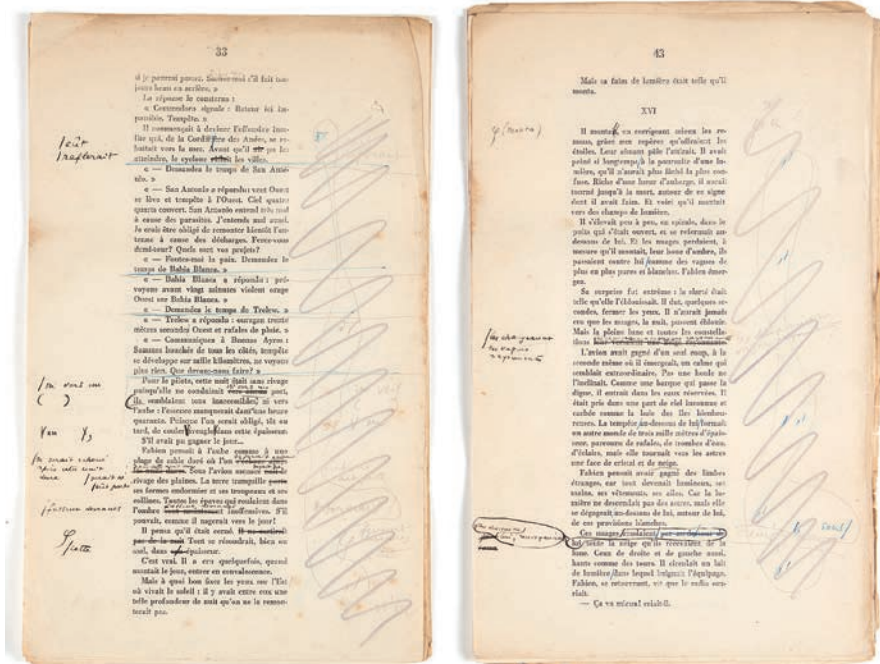 33
La réponse le consterna :
« Commodoro signale : Retour ici im-
possible. Tempête. »
Il commençait à deviner l'offensive inso-
lite qui, de la Cordillère des Andes, se ra-
battait vers la mer. Avant qu'il pe les
atteindre, le cyclone les villes.
« — Demandez le temps de San Anto-
nio. »
« — San Antonio a répondu : vent Ouest
se lève et tempête à l'Ouest. Ciel quatre
quarts couvert. San Antonio entend très mal
à cause des parasites. J'entends mal aussi.
Je crois être obligé de remonter bientôt l'an-
tenne à cause des décharges. Ferez-vous
demi-tour? Quels sont vos projets?
« — Foutez-moi la paix. Demandez le
temps de Bahia Blanca. »
« — Bahia Blanca a répondu : pré-
voyons avant vingt minutes violent orage
Ouest sur Bahia Blanca. »
« — Demandez le temps de Trelew. »
« — Trelew a répondu : ouragan trente
mètres secondes Ouest et rafales de pluie. »
« — Communiquez à Buenos Ayres :
Sommes bouchés de tous les côtés, tempête
se développe sur mille kilomètres, ne voyons
plus rien. Que devons-nous faire? »
Pour le pilote, cette nuit était sans rivage
puisqu'elle ne conduisait port,
ils semblaient tous inaccessibles, ni vers
l'aube : l'essence manquerait dans une heure
quarante. Puisque l'on serait obligé, tôt ou
tard, de couler dans cette épaisseur.
S'il avait pu gagner le jour...
Fabien pensait à l'aube comme à une
plage de sable doré où l'on
Sous l'avion
rivage des plaines. La terre tranquille
ses fermes endormies et ses troupeaux et ses
collines. Toutes les épaves qui roulaient dans
l'ombre inoffensives. S'il
pouvait, comme il nagerait vers le jour!
Il pensa qu'il était cerné.
Tout se résoudrait, bien ou
mal, dans épaisseur.
C'est vrai. Il a cru quelquefois, quand
montait le jour, entrer en convalescence.
Mais à quoi bon fixer les yeux sur l'Est
où vivait le soleil : il y avait entre eux une
telle profondeur de nuit qu'on ne la remon-
terait pas.
43
Mais sa faim de lumière était telle qu'il
monta.
XVI
Il monta, en corrigeant mieux les re-
mous, grâce aux repères qu'offraient les
étoiles. Leur aimant pâle l'attirait. Il avait
peiné si longtemps à la poursuite d'une lu-
mière, qu'il n'aurait plus lâché la plus con-
fuse. Riche d'une lueur d'auberge, il aurait
tourné jusqu'à la mort, autour de ce signe
dont il avait faim. Et voici qu'il montait
vers des champs de lumière.
Il s'élevait peu à peu, en spirale, dans le
puits qui s'était ouvert, et se refermait au-
dessous de lui. Et les nuages perdaient, à
mesure qu'il montait, leur boue d'ombre, ils
passaient contre lui comme des vagues de
plus en plus pures et blanches. Fabien émer-
gea.
Sa surprise fut extrême : la clarté était
telle qu'elle l'éblouissait. Il dut, quelques se-
condes, fermer les yeux. Il n'aurait jamais
cru que les nuages, la nuit, pussent éblouir.
Mais la pleine lune et toutes les constella-
tions
L'avion avait gagné d'un seul coup, à la
seconde même où il émergeait, un calme qui
semblait extraordinaire. Pas une houle ne
l'inclinait. Comme une barque qui passe la
digue, il entrait dans les eaux réservées. Il
était pris dans une part de ciel inconnue et
cachée comme la baie des îles bienheu-
reuses. La tempête au-dessous de lui formait
un autre monde de trois mille mètres d'épais-
seur, parcouru de rafales, de trombes d'eau,
d'éclairs, mais elle tournait vers les astres
une face de cristal et de neige.
Fabien pensait avoir gagné des limbes
étranges, car tout devenait lumineux, ses
mains, ses vêtements, ses ailes. Car la lu-
mière ne descendait pas des astres, mais elle
se dégageait, au-dessous de lui, autour de lui,
de ces provisions blanches.
Ces nuages
lui, toute la neige qu'ils recevaient de la
lune. Ceux de droite et de gauche aussi,
hauts comme des tours. Il circulait un lait
de lumière dans lequel baignait l'équipage.
Fabien, se retournant, vit que le radio sou-
riait.
— Ça va mieux! criait-il.